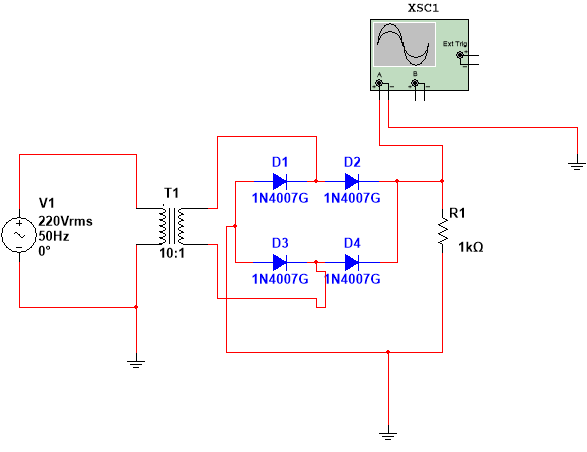 XSC1
Ext Trig
+
−
A
B
+ − + −
D1 D2
1N4007G 1N4007G
V1
220Vrms
50Hz
0°
+
−
T1
10:1
R1
1kΩ
D3 D4
1N4007G 1N4007G